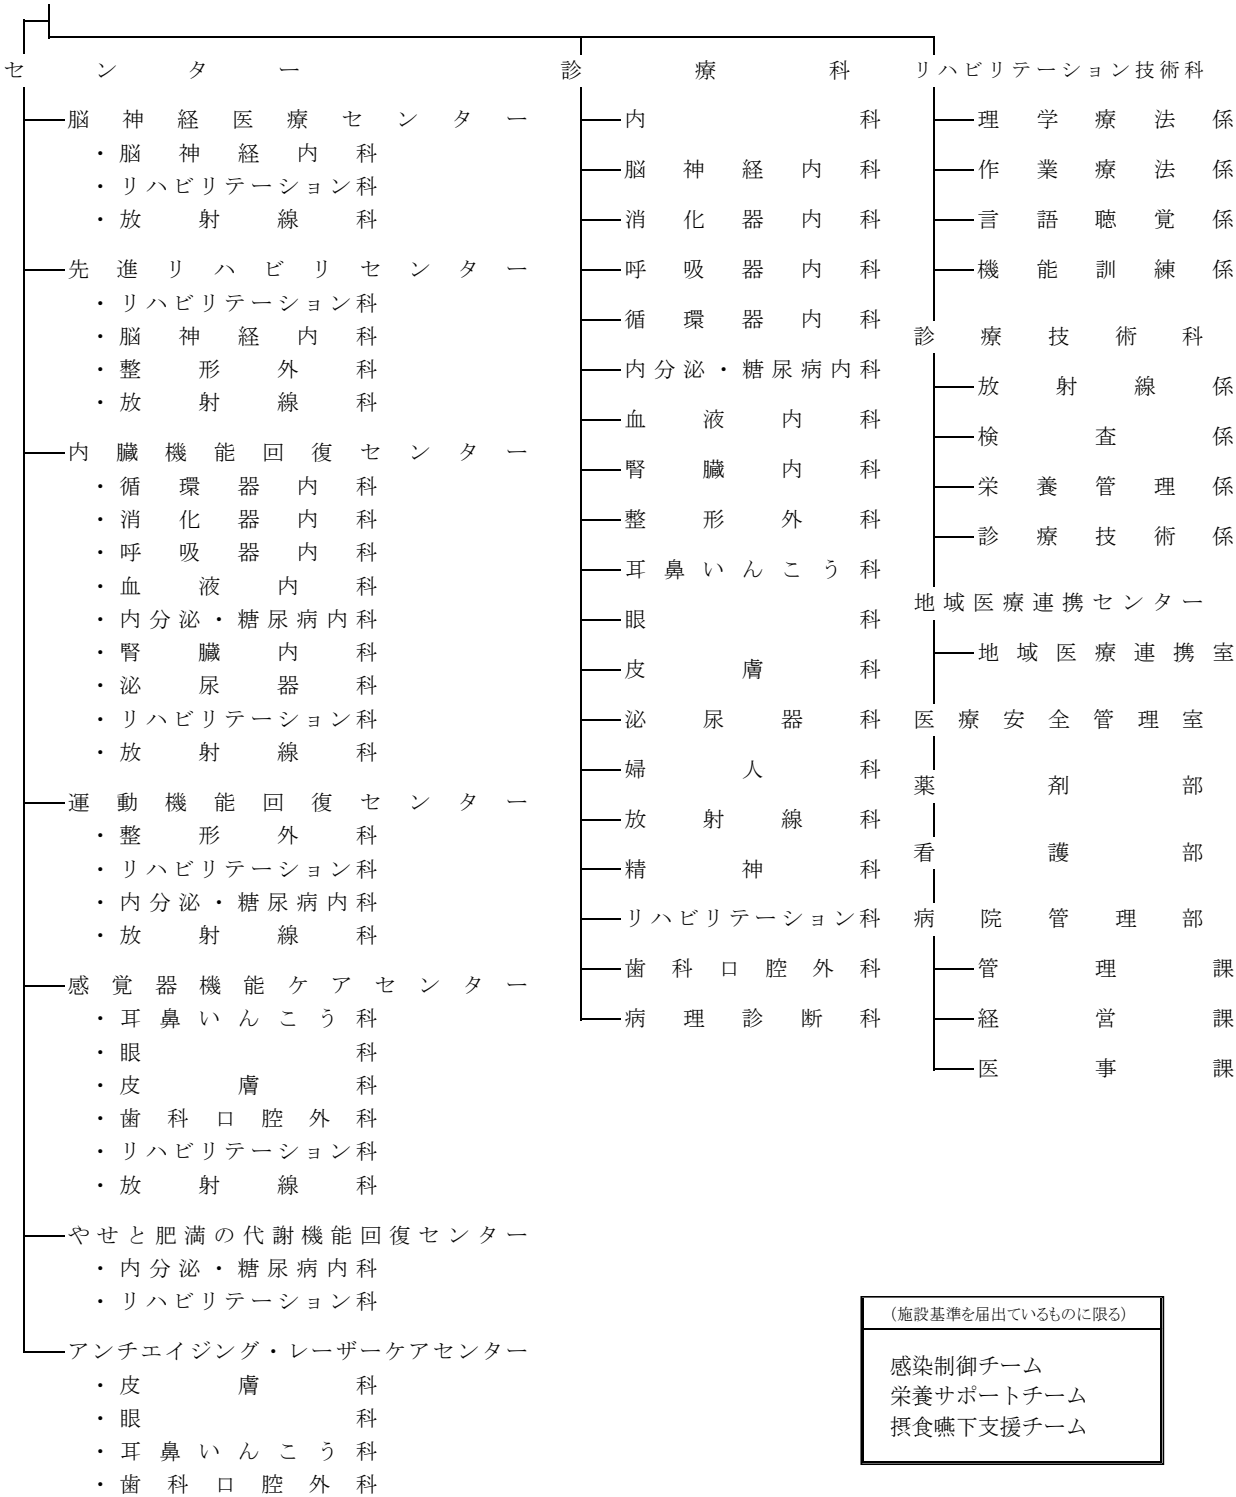 センター
脳神経医療センター
・脳神経内科
・リハビリテーション科
・放射線科
先進リハビリセンター
・リハビリテーション科
・脳神経内科
・整形外科
・放射線科
内臓機能回復センター
・循環器内科
・消化器内科
・呼吸器内科
・血液内科
・内分泌・糖尿病内科
・腎臓内科
・泌尿器科
・リハビリテーション科
・放射線科
運動機能回復センター
・整形外科
・リハビリテーション科
・内分泌・糖尿病内科
・放射線科
感覚器機能ケアセンター
・耳鼻いんこう科
・眼科
・皮膚科
・歯科口腔外科
・リハビリテーション科
・放射線科
やせと肥満の代謝機能回復センター
・内分泌・糖尿病内科
・リハビリテーション科
アンチエイジング・レーザーケアセンター
・皮膚科
・眼科
・耳鼻いんこう科
・歯科口腔外科
診療科
内科
脳神経内科
消化器内科
呼吸器内科
循環器内科
内分泌・糖尿病内科
血液内科
腎臓内科
整形外科
耳鼻いんこう科
眼科
皮膚科
泌尿器科
婦人科
放射線科
精神科
リハビリテーション科
歯科口腔外科
病理診断科
リハビリテーション技術科
理学療法係
作業療法係
言語聴覚係
機能訓練係
診療技術科
放射線係
検査係
栄養管理係
診療技術係
地域医療連携センター
地域医療連携室
医療安全管理室
薬剤部
看護部
病院管理部
管理課
経営課
医事課
(施設基準を届出ているものに限る)
感染制御チーム
栄養サポートチーム
摂食嚥下支援チーム